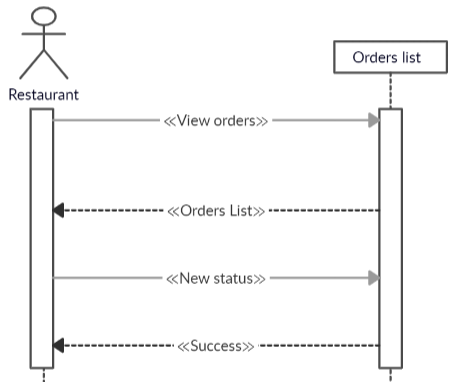 Orders list
Restaurant
≪View orders≫
≪Orders List≫
≪New status≫
≪Success≫